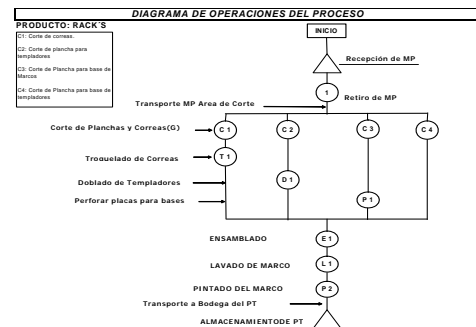 DIAGRAMA DE OPERACIONES DEL PROCESO
PRODUCTO: RACK´S
C1: Corte de correas.
C2: Corte de plancha para
templadores
C3: Corte de Plancha para base de
Marcos
C4: Corte de Plancha para base de
templadores
INICIO
Recepción de MP
1
Retiro de MP
Transporte MP Area de Corte
Corte de Planchas y Correas(G)
C 1
C 2
C 3
C 4
Troquelado de Correas
T 1
Doblado de Templadores
D 1
Perforar placas para bases
P 1
ENSAMBLADO
E 1
LAVADO DE MARCO
L 1
PINTADO DEL MARCO
P 2
Transporte a Bodega del PT
ALMACENAMIENTODE PT